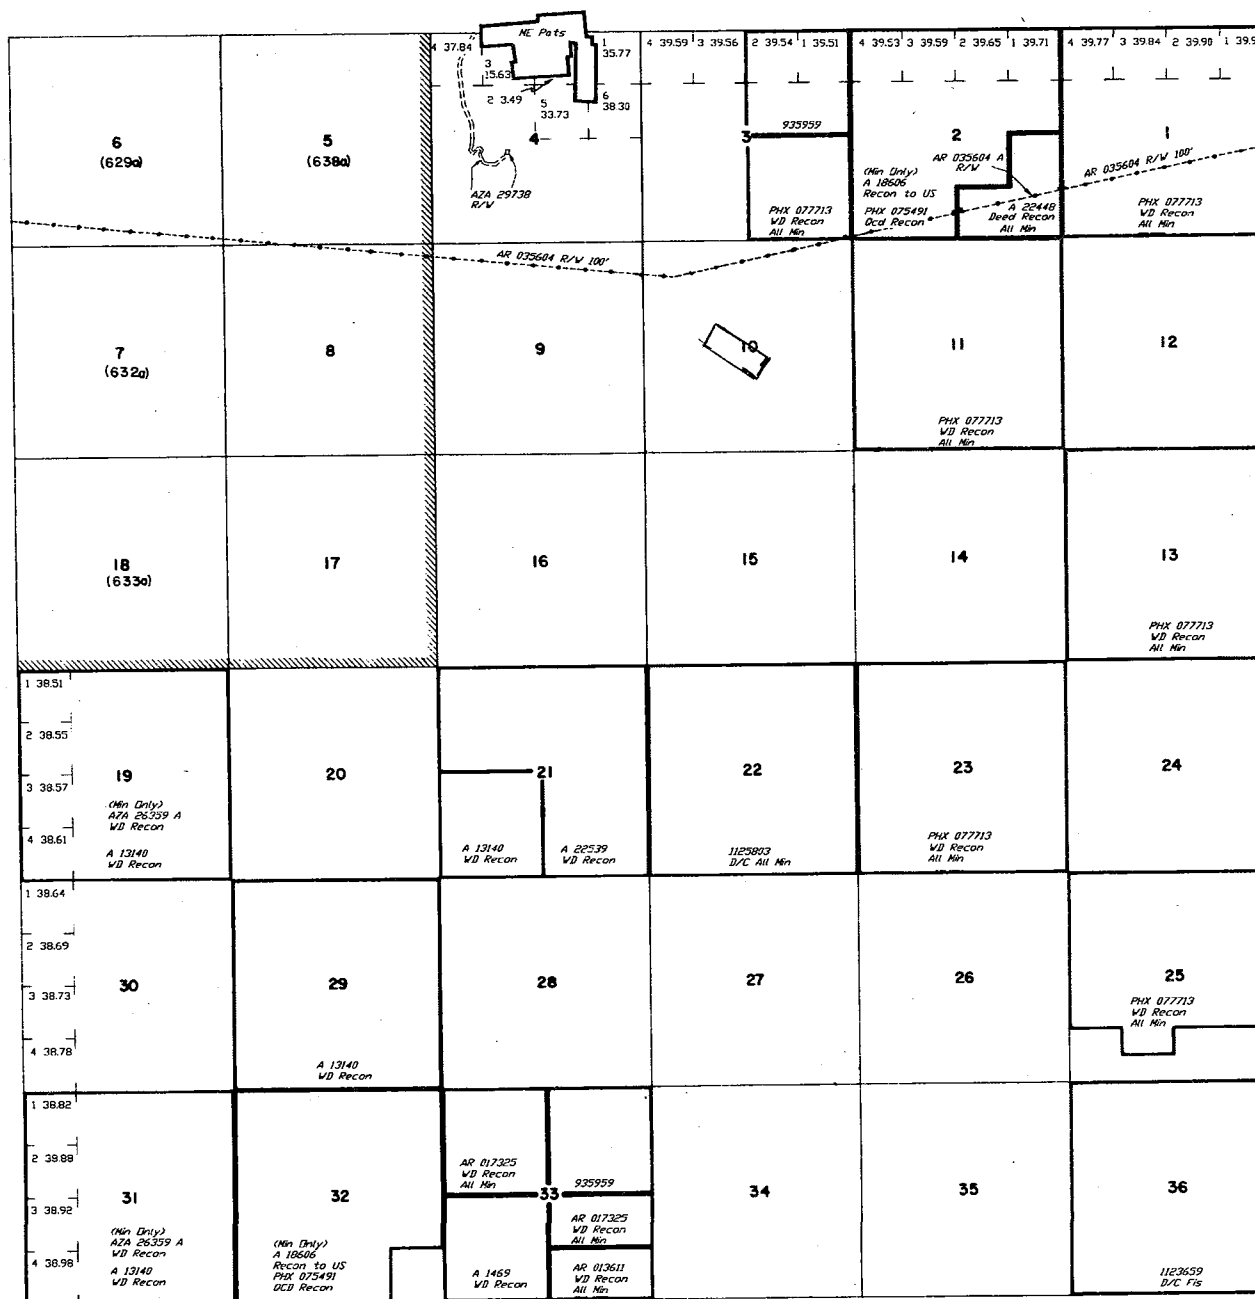 ME Pats
4 37.84
3
15.63
2 3.49
5
33.73
1
35.77
6
38.30
4 39.59 3 39.56 2 39.54 1 39.51
4 39.53 3 39.59 2 39.65 1 39.71
4 39.77 3 39.84 2 39.90 1 39.9
6
(629a)
5
(638a)
4
AZA 29738
R/W
3
935959
PHX 077713
WD Recon
All Min
2
AR 035604 A
R/W
(Min Only)
A 18606
Recon to US
PHX 075491
Qcd Recon
A 22448
Deed Recon
All Min
1
AR 035604 R/W 100'
PHX 077713
WD Recon
All Min
AR 035604 R/W 100'
7
(632a)
8
9
10
11
PHX 077713
WD Recon
All Min
12
18
(633a)
17
16
15
14
13
PHX 077713
WD Recon
All Min
1 38.51
2 38.55
3 38.57
4 38.61
19
(Min Only)
AZA 26359 A
WD Recon
A 13140
WD Recon
20
21
A 13140
WD Recon
A 22539
WD Recon
22
1125803
D/C All Min
23
PHX 077713
WD Recon
All Min
24
1 38.64
2 38.69
3 38.73
4 38.78
30
29
A 13140
WD Recon
28
27
26
25
PHX 077713
WD Recon
All Min
1 38.82
2 39.88
3 38.92
4 38.98
31
(Min Only)
AZA 26359 A
WD Recon
A 13140
WD Recon
32
(Min Only)
A 18606
Recon to US
PHX 075491
QCD Recon
33
AR 017325
WD Recon
All Min
935959
AR 017325
WD Recon
All Min
A 1469
WD Recon
AR 013611
WD Recon
All Min
34
35
36
1123659
D/C Fis